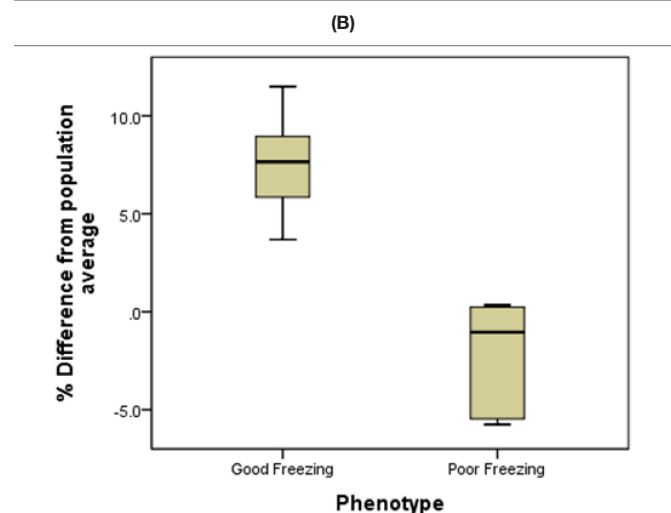 (B)
% Difference from population
average
10.0
5.0
.0
-5.0
Good Freezing
Poor Freezing
Phenotype